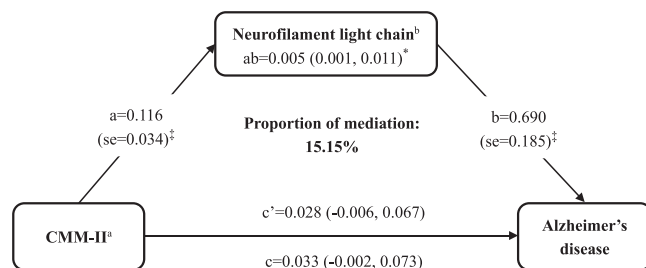 Neurofilament light chainᵇ
ab=0.005 (0.001, 0.011)*
a=0.116
(se=0.034)‡
Proportion of mediation:
15.15%
b=0.690
(se=0.185)‡
CMM-IIᵃ
c'=0.028 (-0.006, 0.067)
c=0.033 (-0.002, 0.073)
Alzheimer's
disease